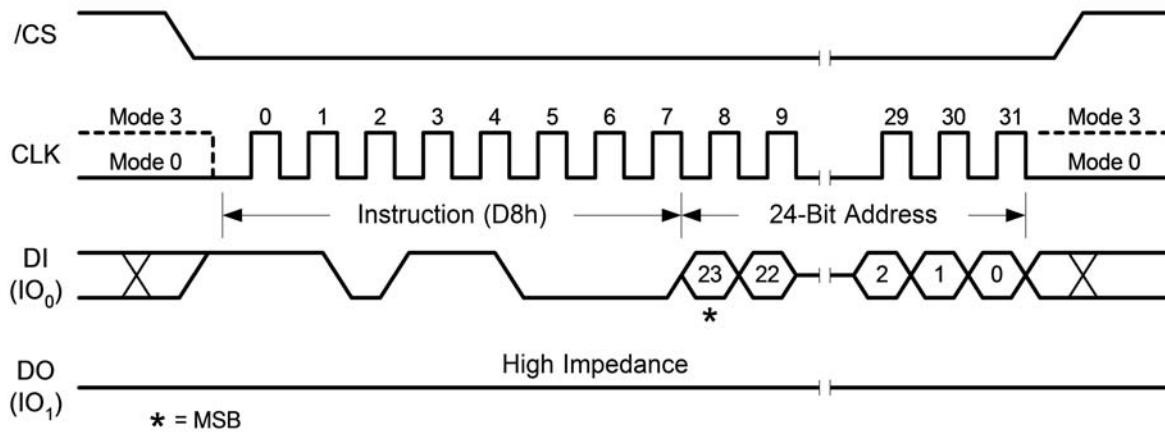 /CS
0 1 2 3 4 5 6 7 8 9 29 30 31
Mode 3 Mode 3
CLK
Mode 0 Mode 0
Instruction (D8h) 24-Bit Address
DI
(IO0)
23 22 2 1 0
*
High Impedance
DO
(IO1)
* = MSB